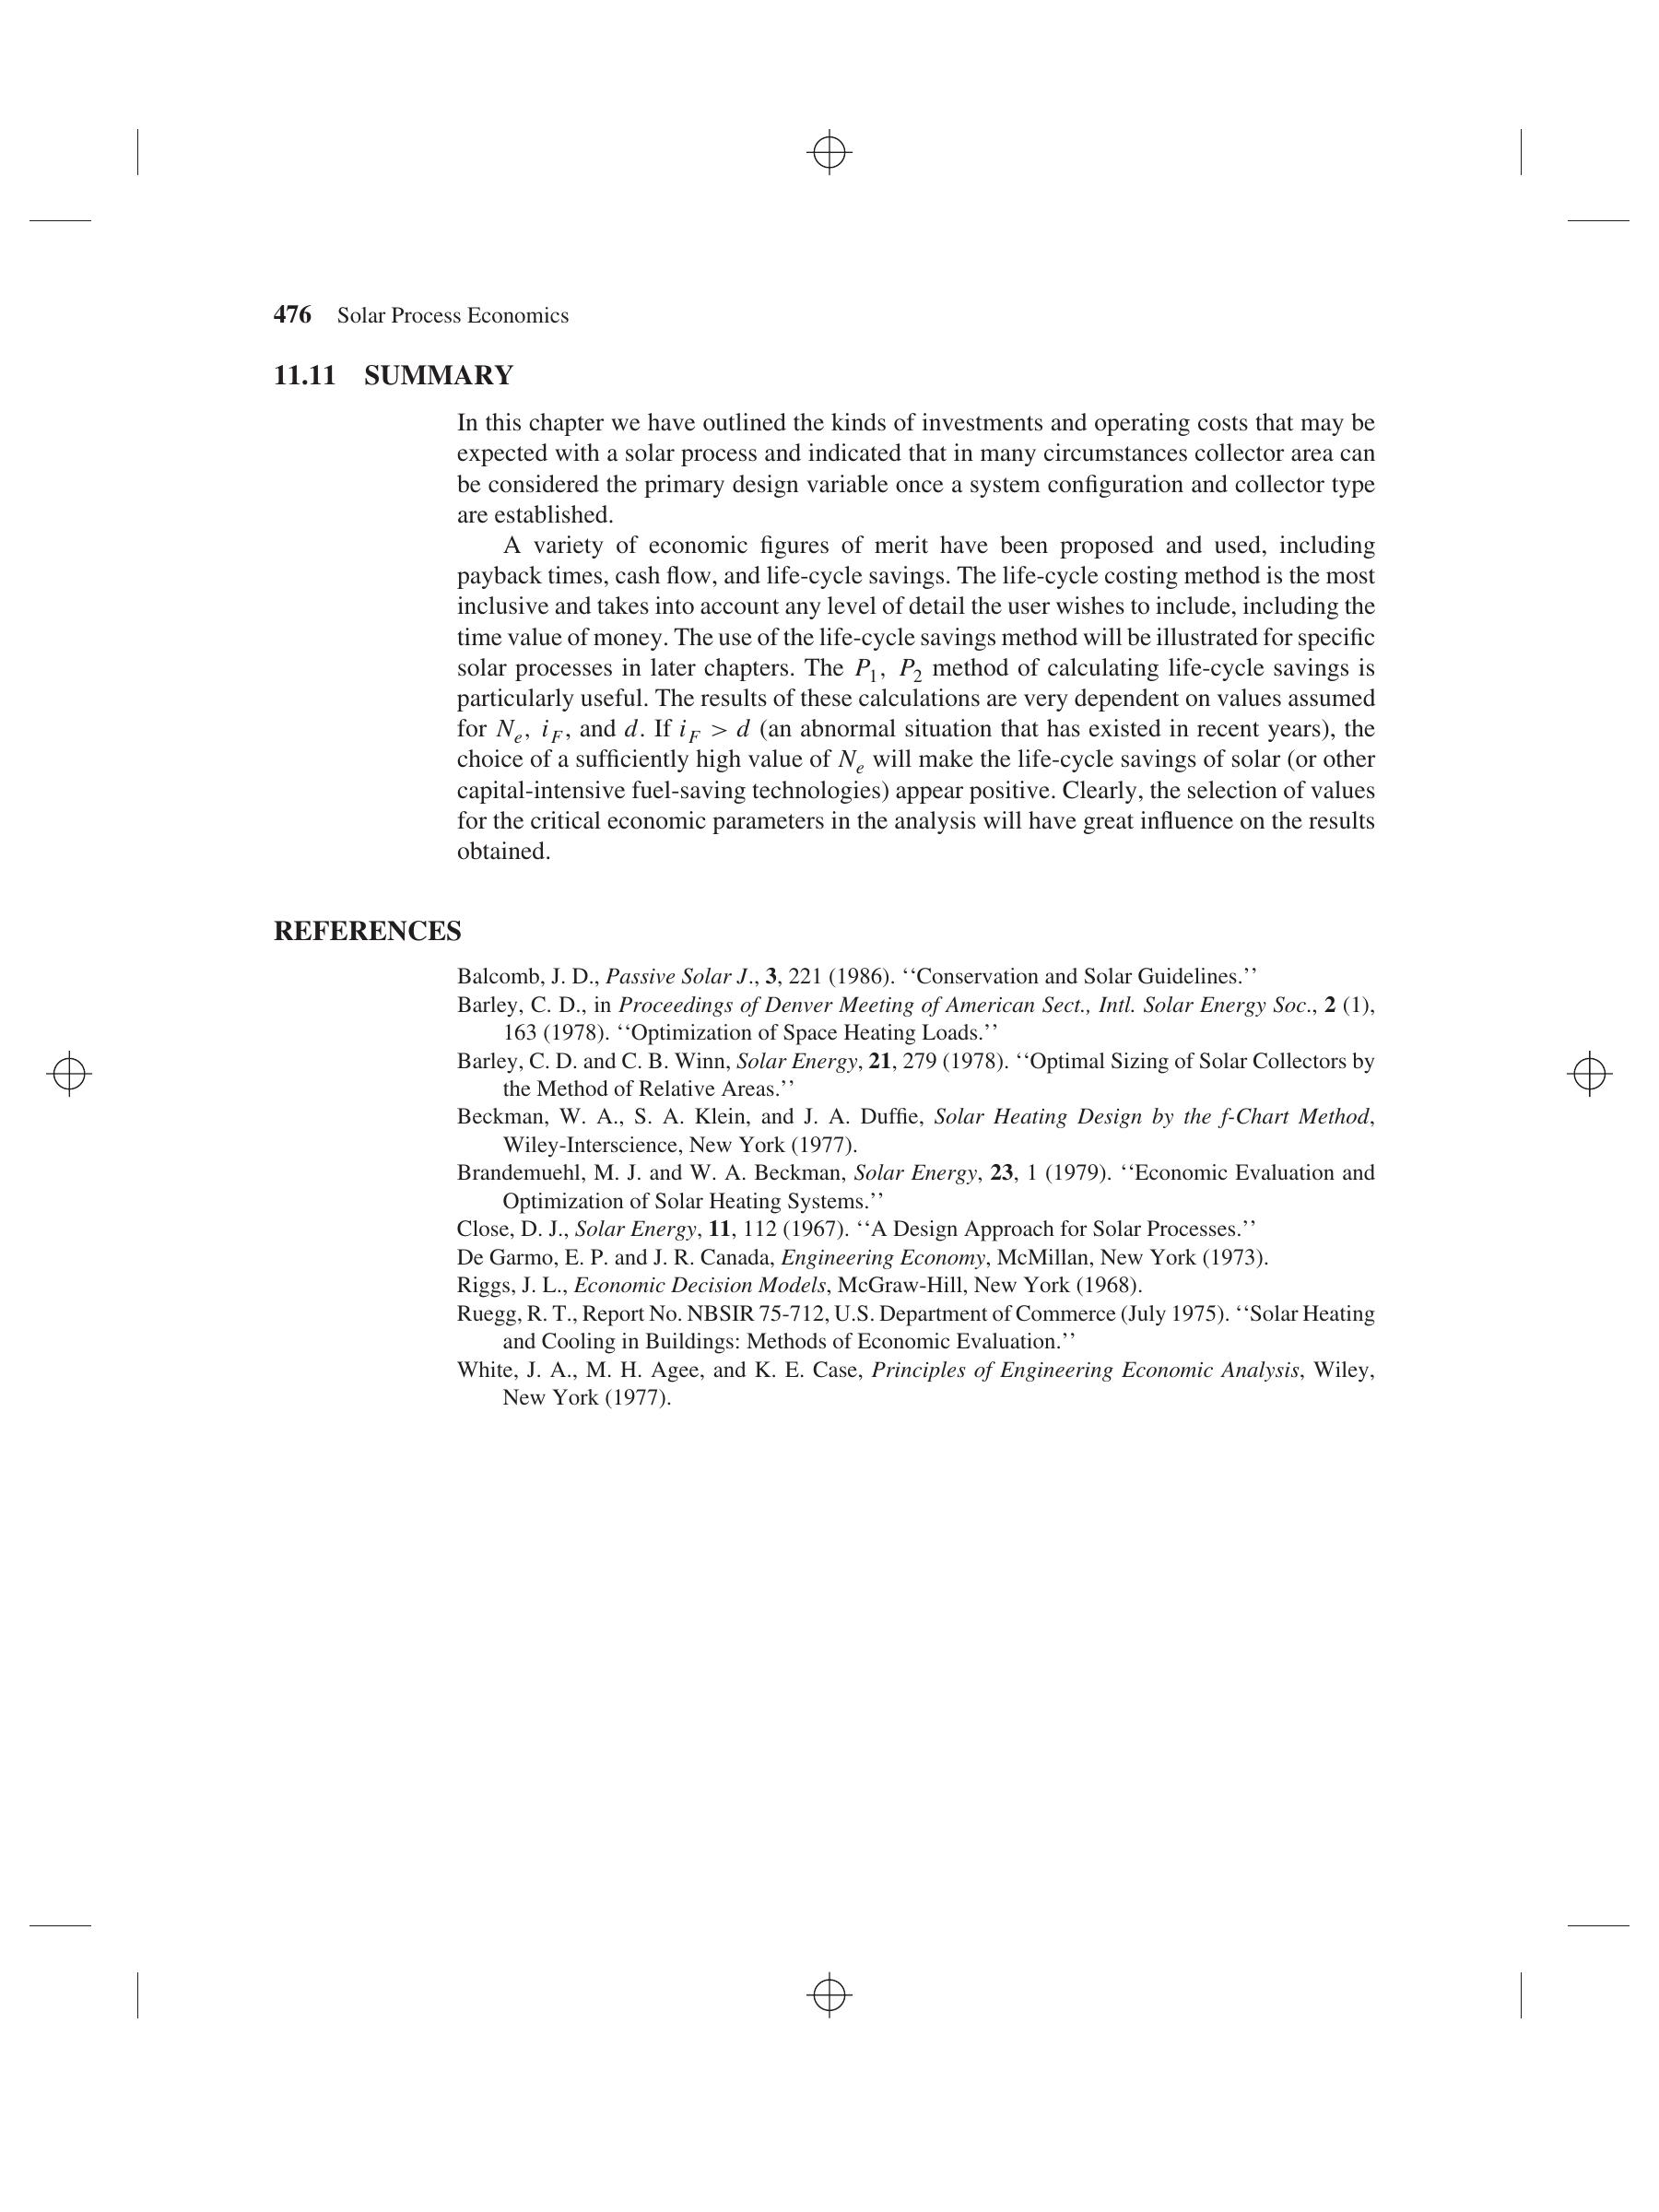 476 Solar Process Economics
11.11 SUMMARY
In this chapter we have outlined the kinds of investments and operating costs that may be
expected with a solar process and indicated that in many circumstances collector area can
be considered the primary design variable once a system configuration and collector type
are established.
A variety of economic figures of merit have been proposed and used, including
payback times, cash flow, and life-cycle savings. The life-cycle costing method is the most
inclusive and takes into account any level of detail the user wishes to include, including the
time value of money. The use of the life-cycle savings method will be illustrated for specific
solar processes in later chapters. The P₁, P₂ method of calculating life-cycle savings is
particularly useful. The results of these calculations are very dependent on values assumed
for Nₑ, i_F, and d. If i_F > d (an abnormal situation that has existed in recent years), the
choice of a sufficiently high value of Nₑ will make the life-cycle savings of solar (or other
capital-intensive fuel-saving technologies) appear positive. Clearly, the selection of values
for the critical economic parameters in the analysis will have great influence on the results
obtained.
REFERENCES
Balcomb, J. D., Passive Solar J., 3, 221 (1986). ‘‘Conservation and Solar Guidelines.’’
Barley, C. D., in Proceedings of Denver Meeting of American Sect., Intl. Solar Energy Soc., 2 (1),
163 (1978). ‘‘Optimization of Space Heating Loads.’’
Barley, C. D. and C. B. Winn, Solar Energy, 21, 279 (1978). ‘‘Optimal Sizing of Solar Collectors by
the Method of Relative Areas.’’
Beckman, W. A., S. A. Klein, and J. A. Duffie, Solar Heating Design by the f-Chart Method,
Wiley-Interscience, New York (1977).
Brandemuehl, M. J. and W. A. Beckman, Solar Energy, 23, 1 (1979). ‘‘Economic Evaluation and
Optimization of Solar Heating Systems.’’
Close, D. J., Solar Energy, 11, 112 (1967). ‘‘A Design Approach for Solar Processes.’’
De Garmo, E. P. and J. R. Canada, Engineering Economy, McMillan, New York (1973).
Riggs, J. L., Economic Decision Models, McGraw-Hill, New York (1968).
Ruegg, R. T., Report No. NBSIR 75-712, U.S. Department of Commerce (July 1975). ‘‘Solar Heating
and Cooling in Buildings: Methods of Economic Evaluation.’’
White, J. A., M. H. Agee, and K. E. Case, Principles of Engineering Economic Analysis, Wiley,
New York (1977).